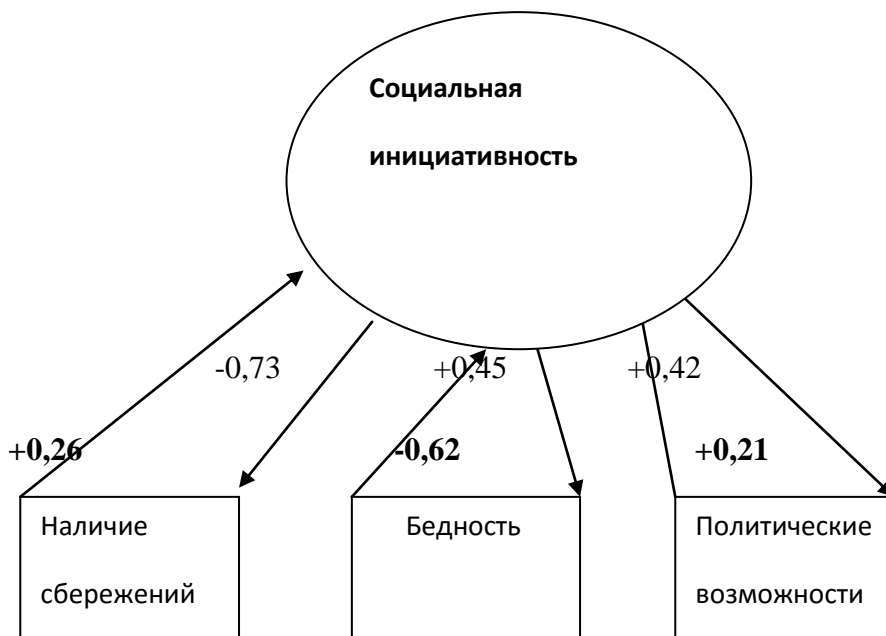 Социальная
инициативность
-0,73
+0,45
+0,42
+0,26
-0,62
+0,21
Наличие
сбережений
Бедность
Политические
возможности